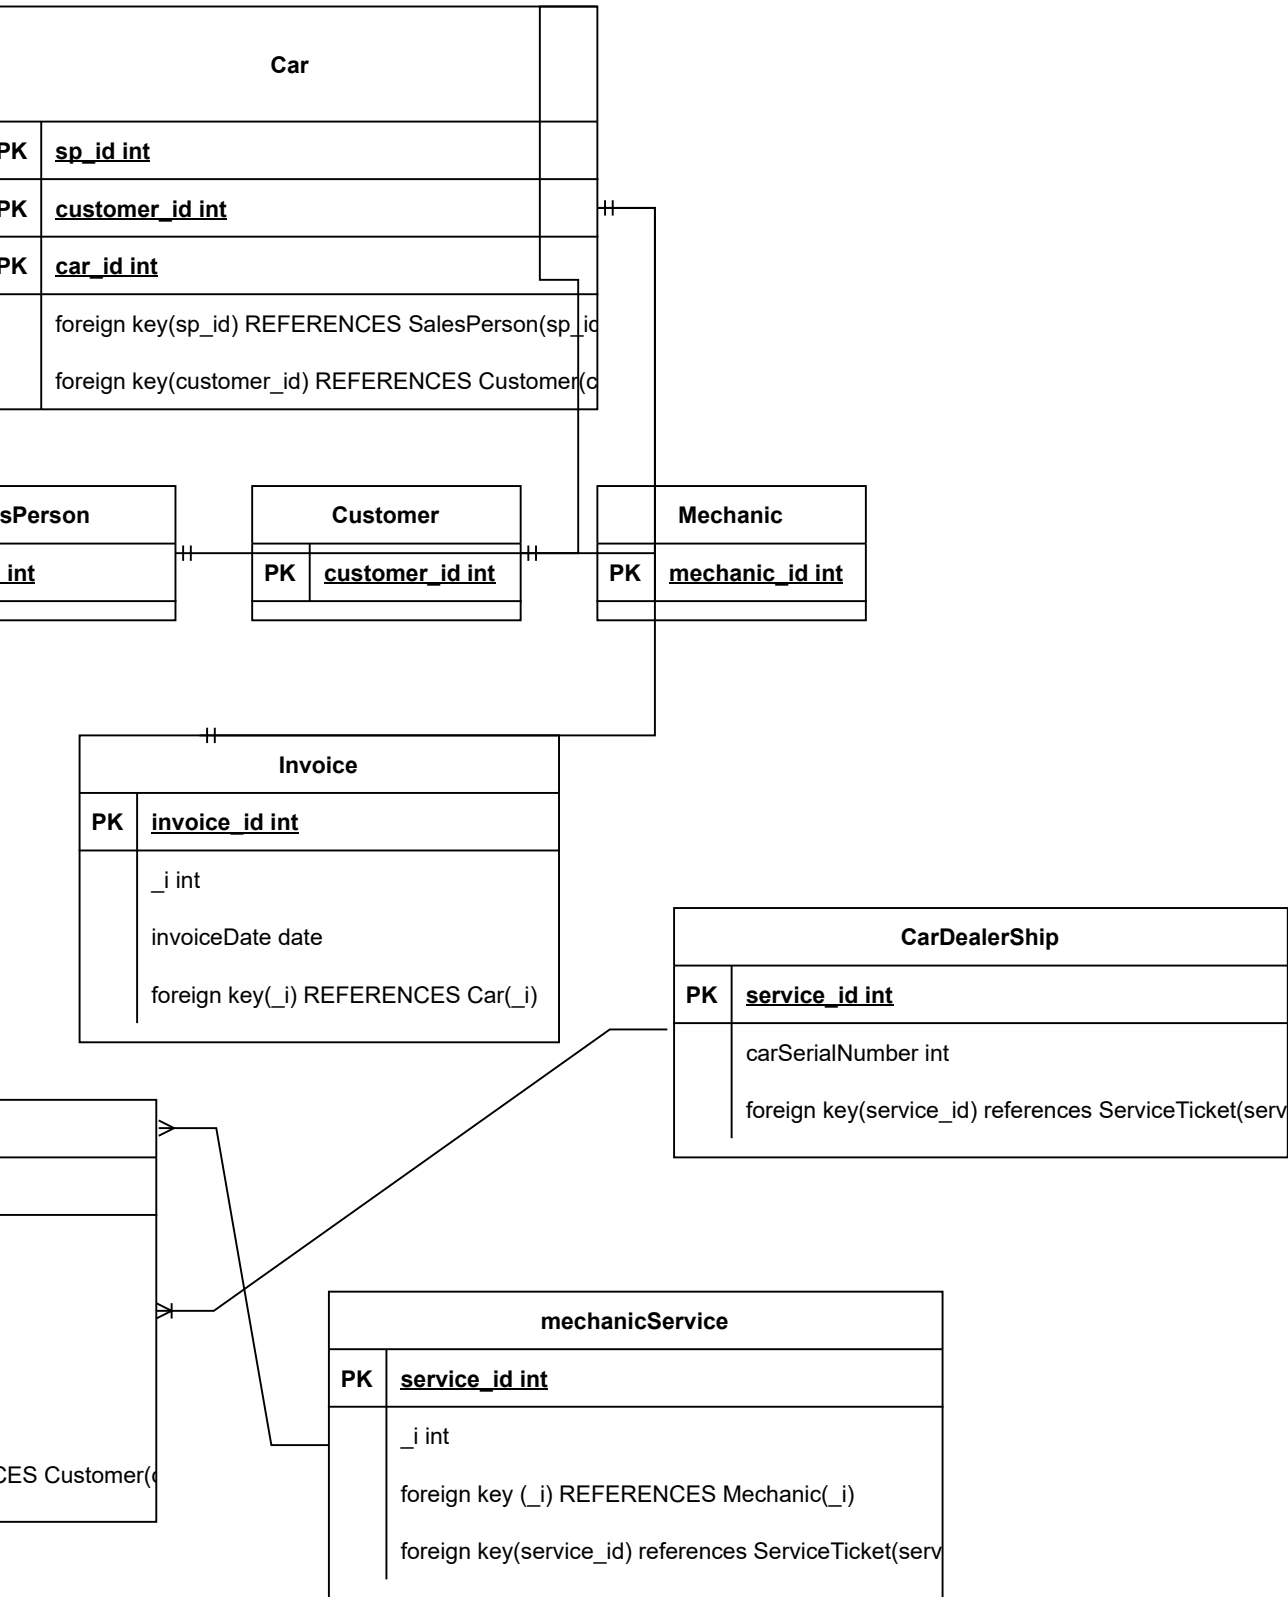 Car
PK sp_id int
PK customer_id int
PK car_id int
foreign key(sp_id) REFERENCES SalesPerson(sp_id
foreign key(customer_id) REFERENCES Customer(c
sPerson
int
Customer
PK customer_id int
Mechanic
PK mechanic_id int
Invoice
PK invoice_id int
_i int
invoiceDate date
foreign key(_i) REFERENCES Car(_i)
CarDealerShip
PK service_id int
carSerialNumber int
foreign key(service_id) references ServiceTicket(serv
CES Customer(
mechanicService
PK service_id int
_i int
foreign key (_i) REFERENCES Mechanic(_i)
foreign key(service_id) references ServiceTicket(serv